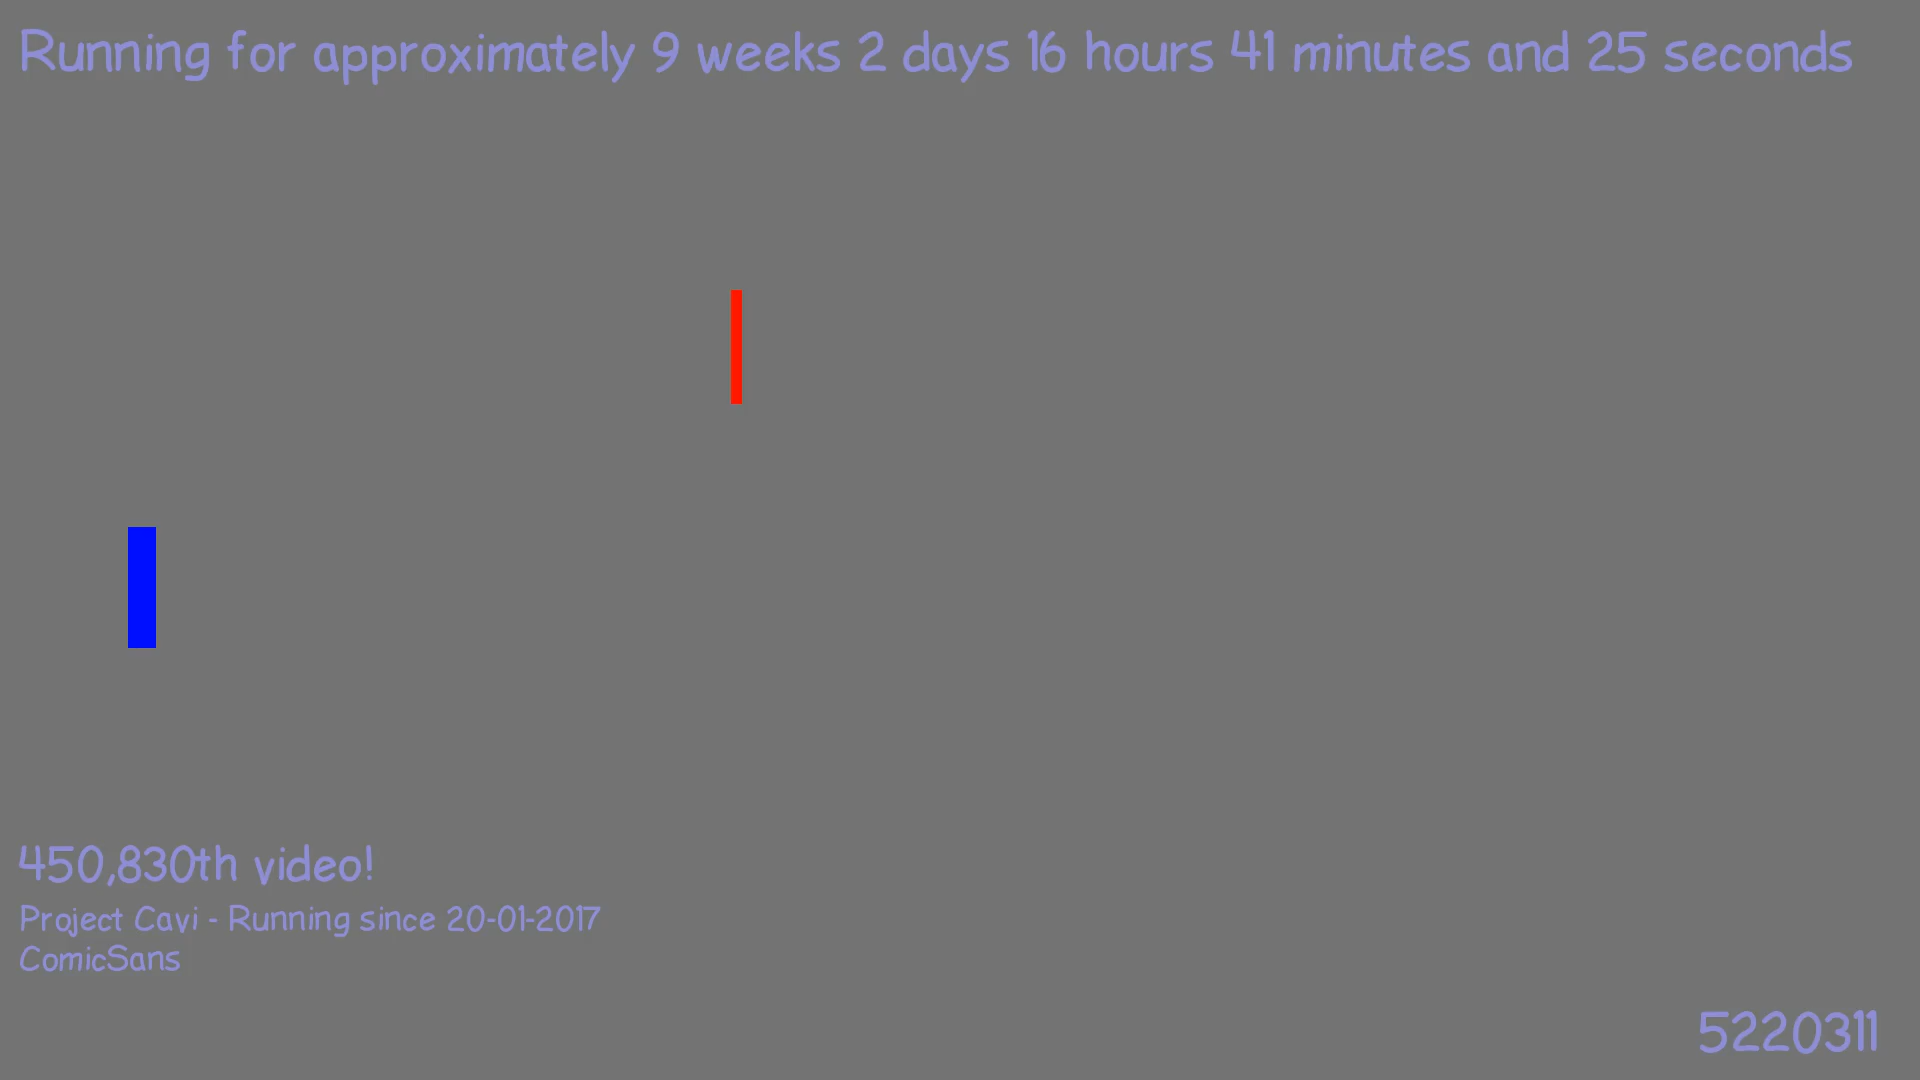 Running for approximately 9 weeks 2 days 16 hours 41 minutes and 25 seconds
450,830th video!
Project Cavi - Running since 20-01-2017
ComicSans
5220311